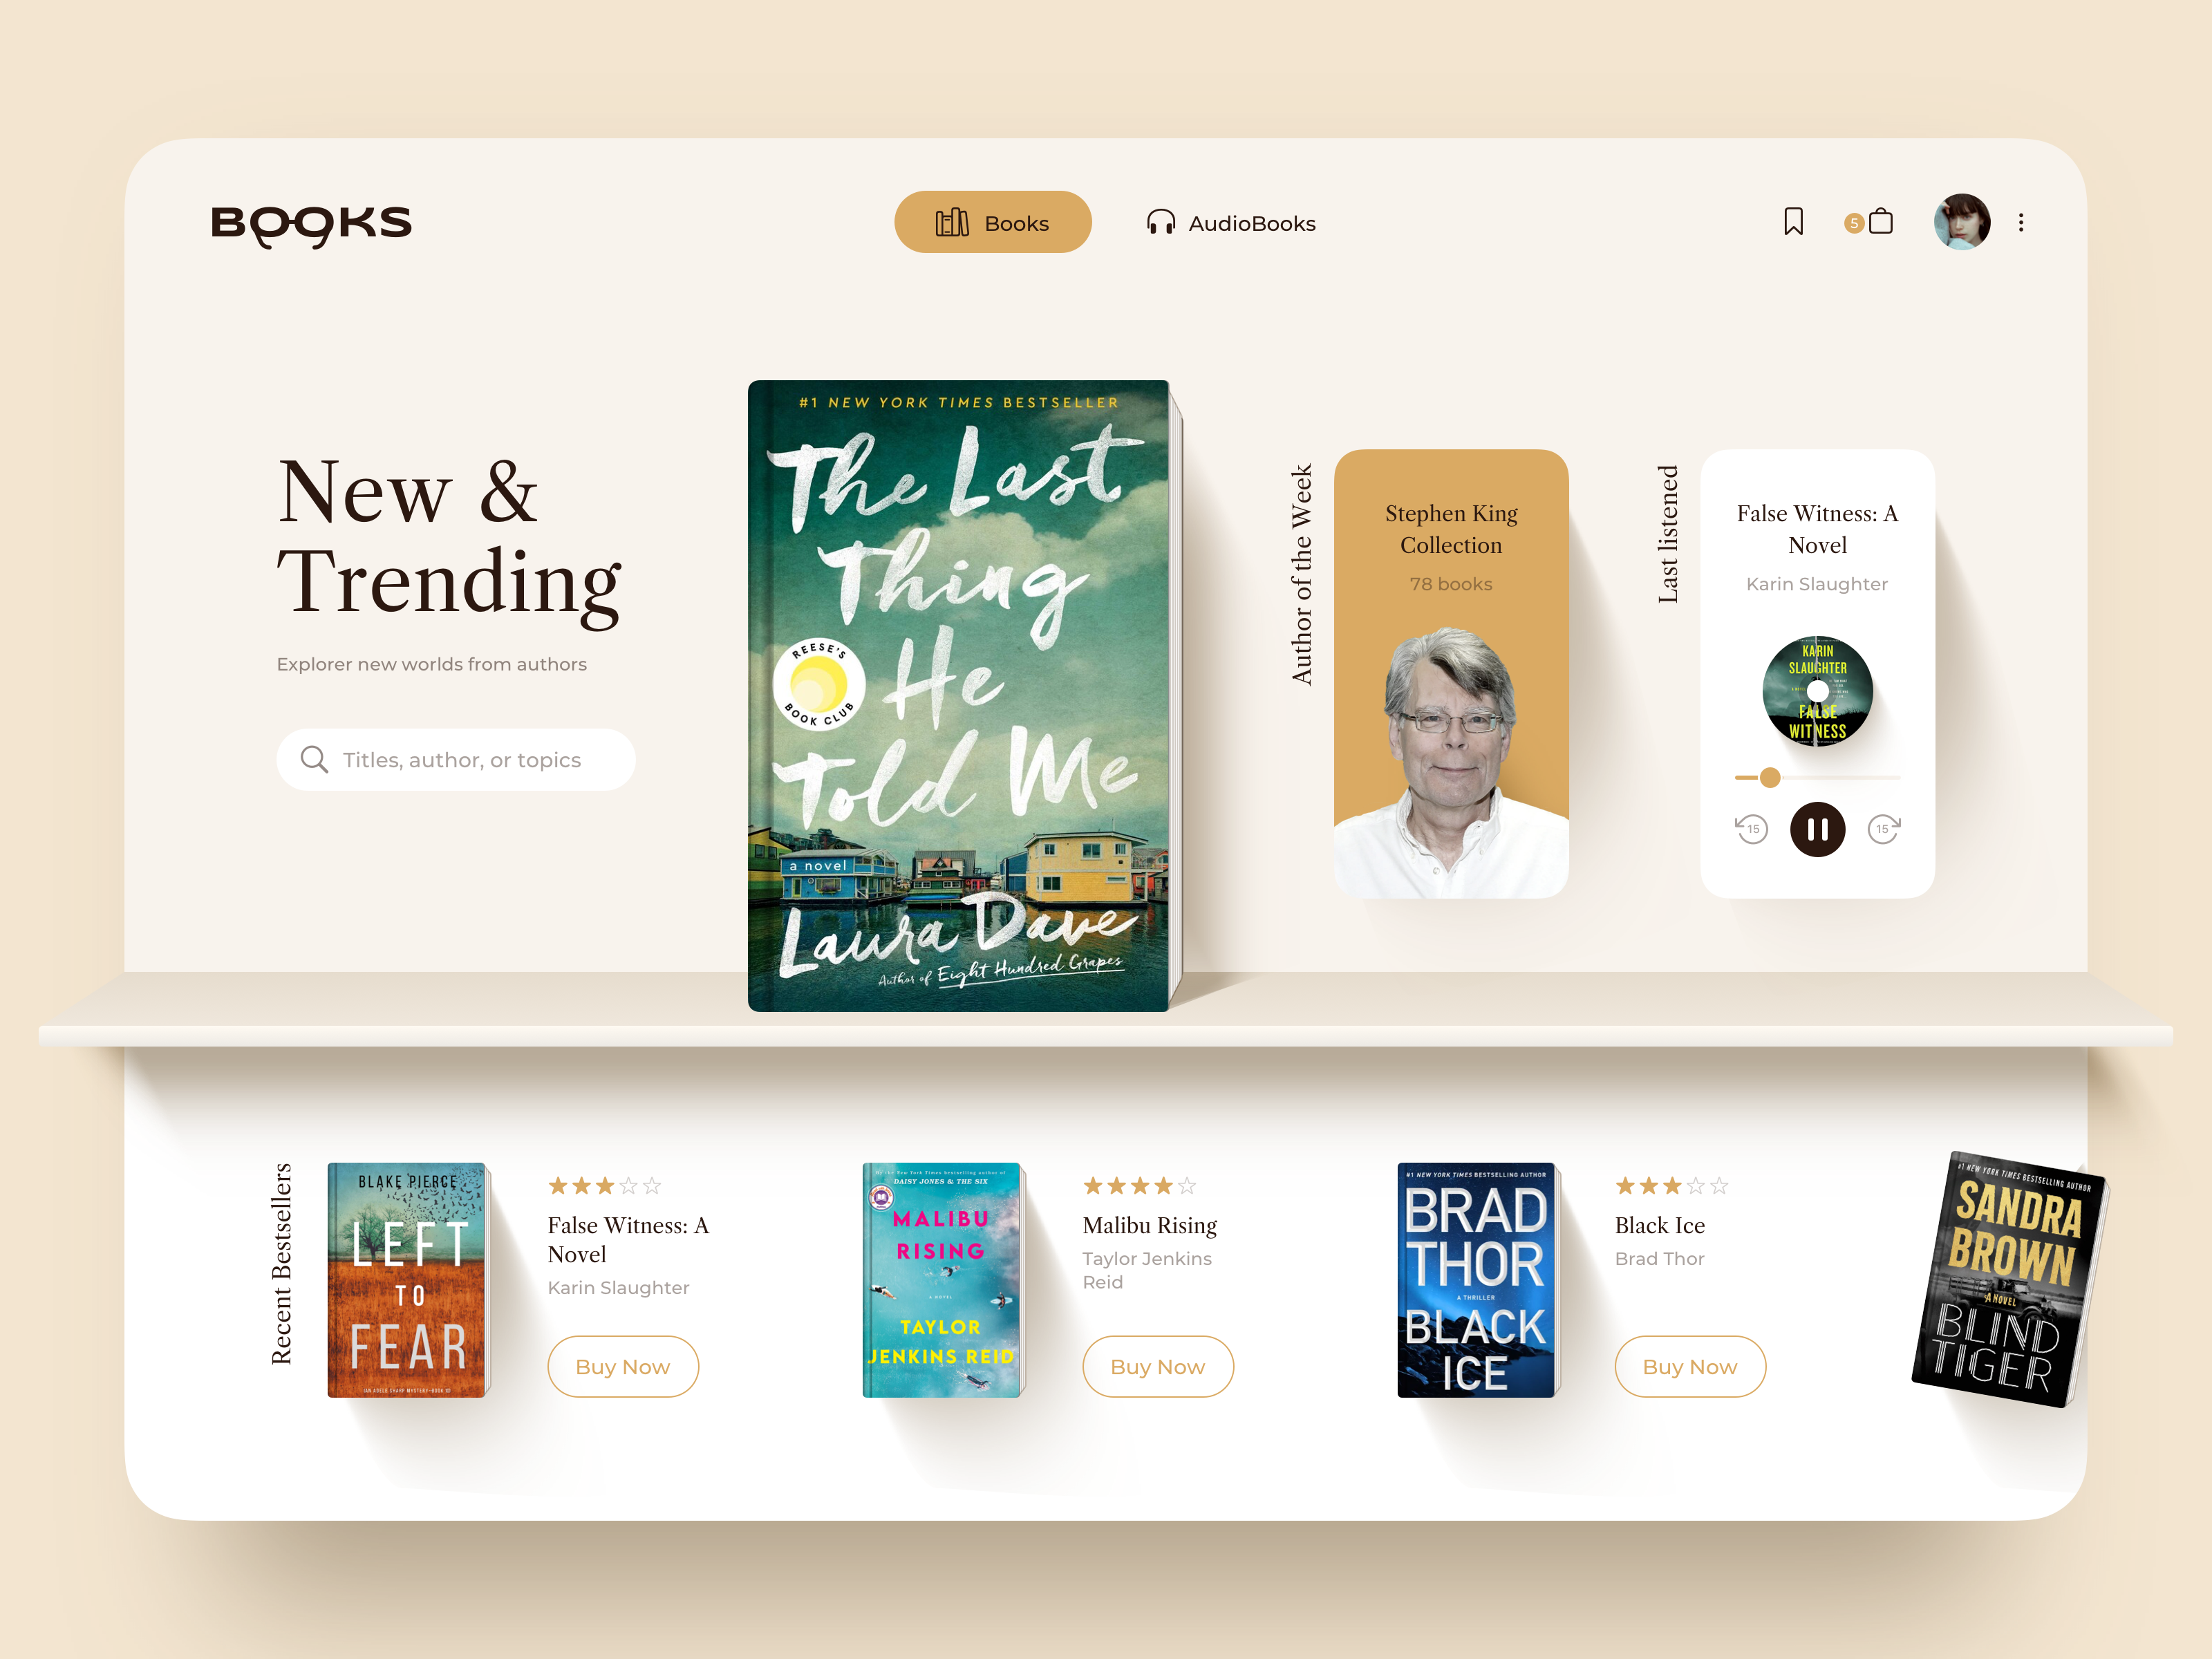 BOOKS
Books
AudioBooks
5
New &
Trending
Explorer new worlds from authors
Titles, author, or topics
#1 NEW YORK TIMES BESTSELLER
The Last
Thing
He
Told Me
REESE'S
BOOK CLUB
a novel
Laura Dave
Author of Eight Hundred Grapes
Author of the Week
Stephen King
Collection
78 books
Last listened
False Witness: A
Novel
Karin Slaughter
KARIN
SLAUGHTER
FALSE
WITNESS
15
15
Recent Bestsellers
BLAKE PIERCE
LEFT
TO
FEAR
False Witness: A
Novel
Karin Slaughter
Buy Now
DAISY JONES & THE SIX
MALIBU
RISING
A NOVEL
TAYLOR
JENKINS REID
Malibu Rising
Taylor Jenkins
Reid
Buy Now
#1 NEW YORK TIMES BESTSELLING AUTHOR
BRAD
THOR
A THRILLER
BLACK
ICE
Black Ice
Brad Thor
Buy Now
#1 NEW YORK TIMES BESTSELLING AUTHOR
SANDRA
BROWN
A NOVEL
BLIND
TIGER